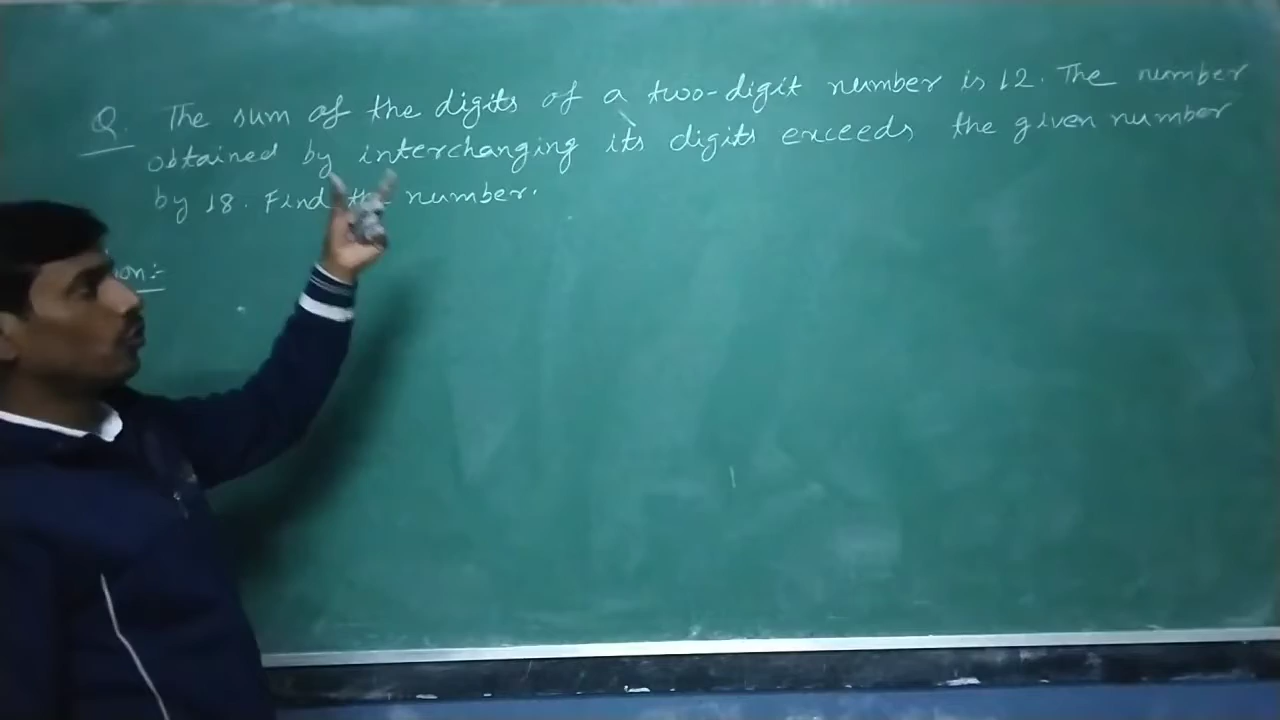 Q. The sum of the digits of a two-digit number is 12. The number
obtained by interchanging its digits exceeds the given number
by 18. Find the number.
ion:-